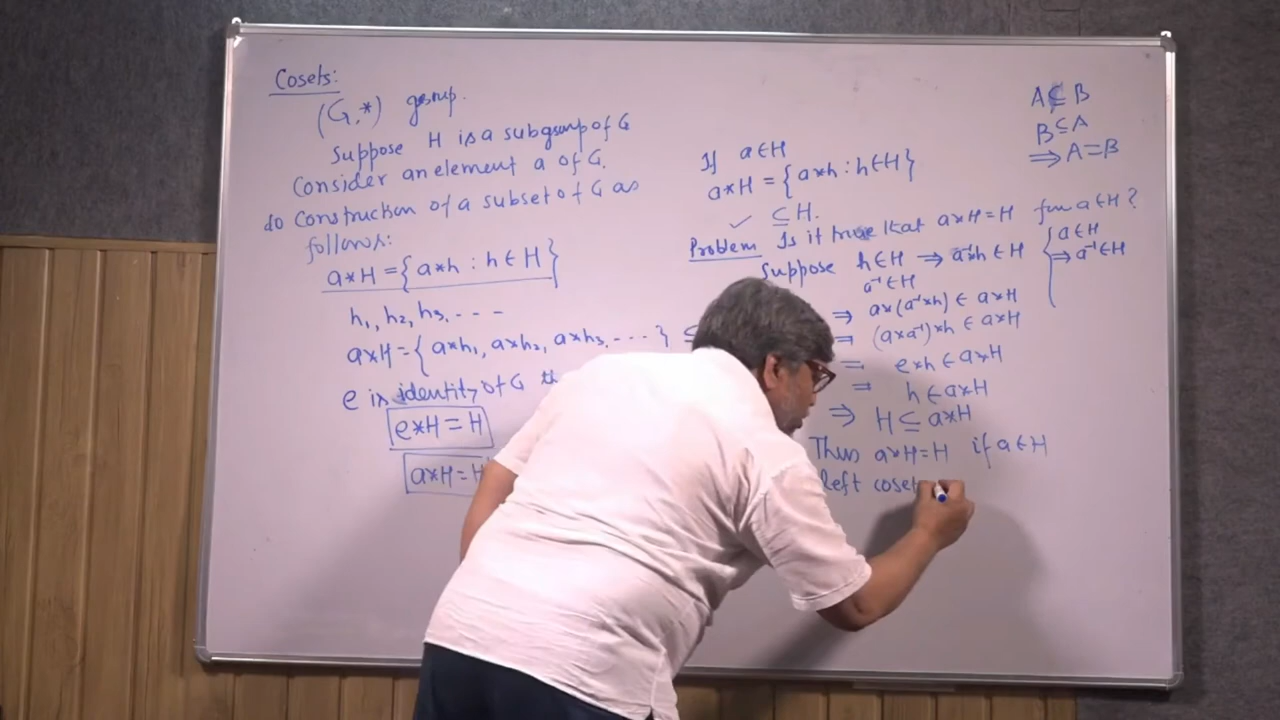 Cosets:
(G,*) group.
Suppose H is a subgroup of G
Consider an element a of G.
do Construction of a subset of G as
follows:
a*H = {a*h : h ∈ H}
h₁, h₂, h₃, - - -
a*H = {a*h₁, a*h₂, a*h₃, - - - } ⊆
e is identity of G
e*H = H
a*H = H
If a ∈ H
a*H = {a*h : h ∈ H}
✓ ⊆ H.
Problem Is it true that a*H = H for a ∈ H ?
Suppose h ∈ H ⇒ a⁻¹*h ∈ H
a⁻¹ ∈ H
⇒ a*(a⁻¹*h) ∈ a*H
= (a*a⁻¹)*h ∈ a*H
= e*h ∈ a*H
= h ∈ a*H
⇒ H ⊆ a*H
Thus a*H = H if a ∈ H
Left coset
A ⊆ B
B ⊆ A
⇒ A = B
{ a ∈ H
⇒ a⁻¹ ∈ H